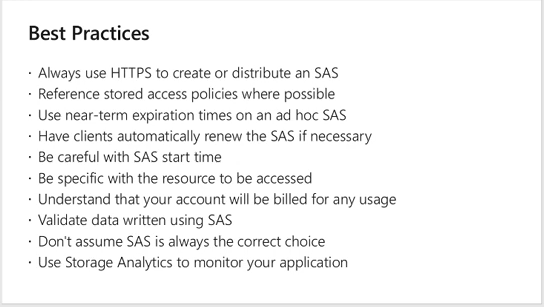 Best Practices
· Always use HTTPS to create or distribute an SAS
· Reference stored access policies where possible
· Use near-term expiration times on an ad hoc SAS
· Have clients automatically renew the SAS if necessary
· Be careful with SAS start time
· Be specific with the resource to be accessed
· Understand that your account will be billed for any usage
· Validate data written using SAS
· Don't assume SAS is always the correct choice
· Use Storage Analytics to monitor your application